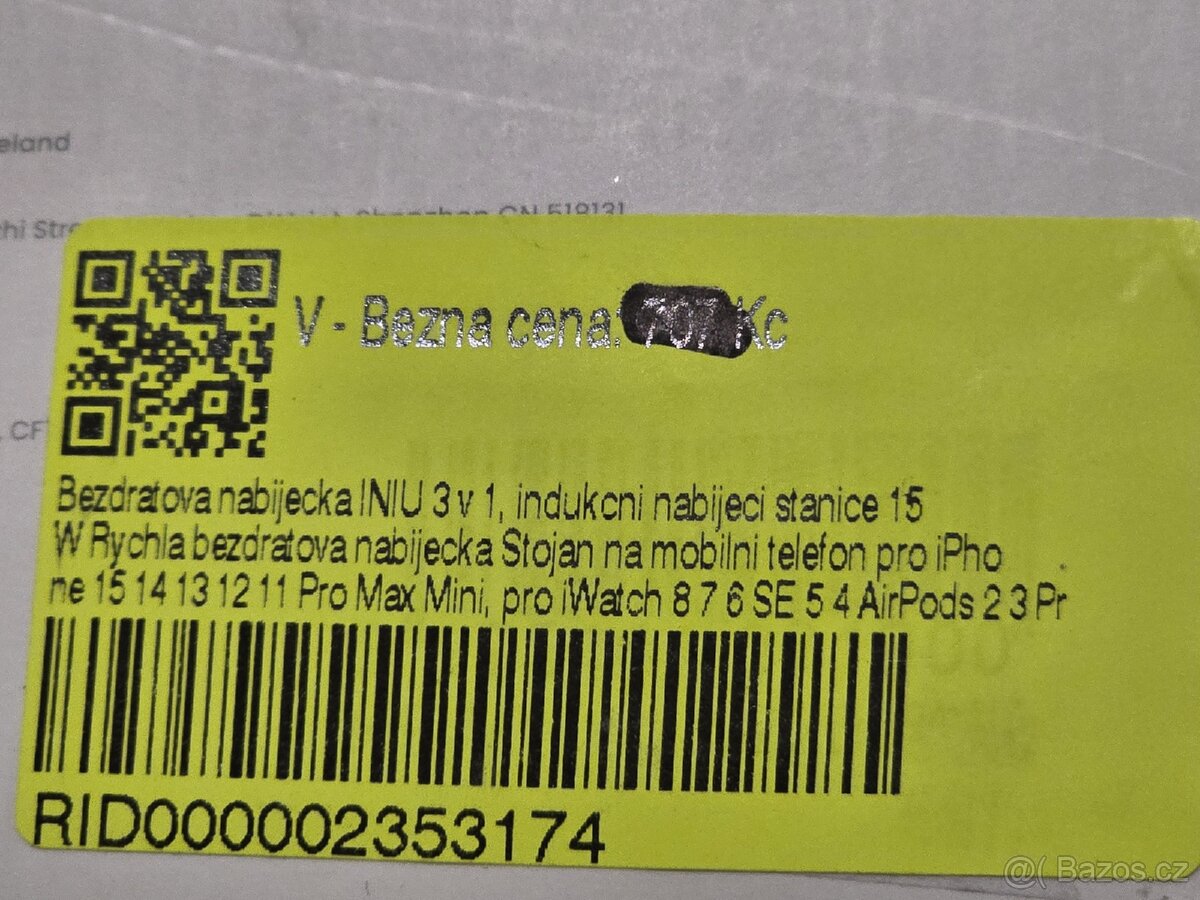 eland
Shenzhen CN 518131
V - Bezna cena: 707 Kc
, CF
Bezdratova nabijecka INIU 3 v 1, indukcni nabijeci stanice 15
W Rychla bezdratova nabijecka Stojan na mobilni telefon pro iPho
ne 15 14 13 12 11 Pro Max Mini, pro iWatch 8 7 6 SE 5 4 AirPods 2 3 Pr
RID000002353174
@( Bazos.cz